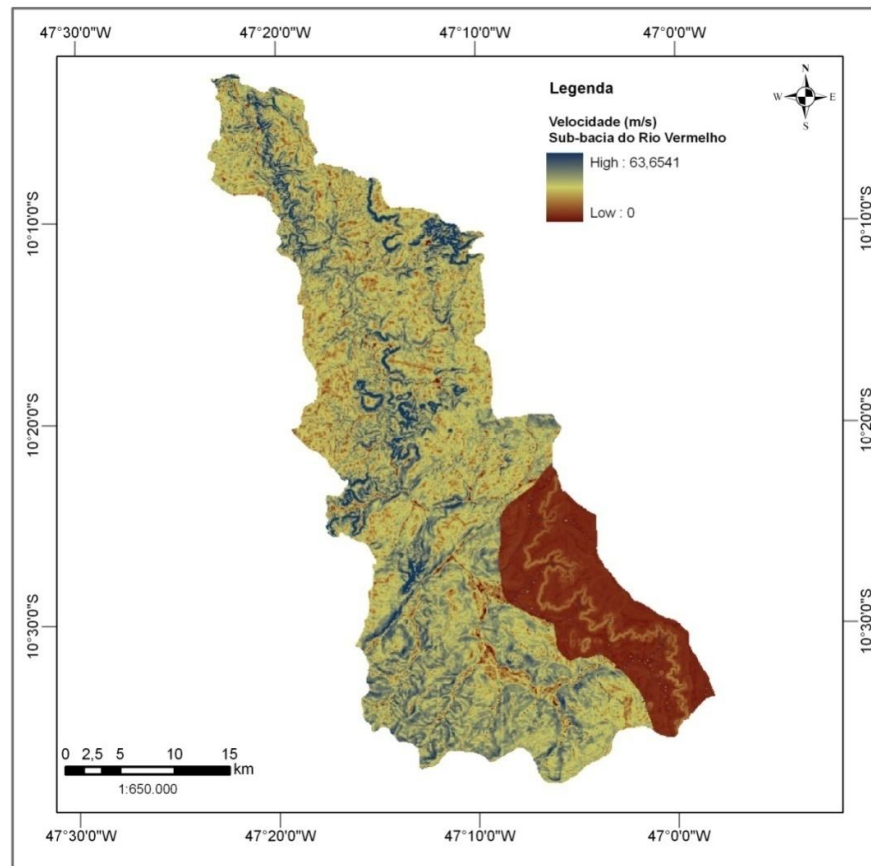 47°30'0"W 47°20'0"W 47°10'0"W 47°0'0"W
Legenda
N
W E
S
Velocidade (m/s)
Sub-bacia do Rio Vermelho
High : 63,6541
Low : 0
10°10'0"S 10°10'0"S
10°20'0"S 10°20'0"S
10°30'0"S 10°30'0"S
0 2,5 5 10 15
km
1:650.000
47°30'0"W 47°20'0"W 47°10'0"W 47°0'0"W